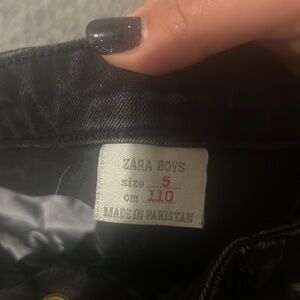 ZARA BOYS
size 5
cm 110
MADE IN PAKISTAN